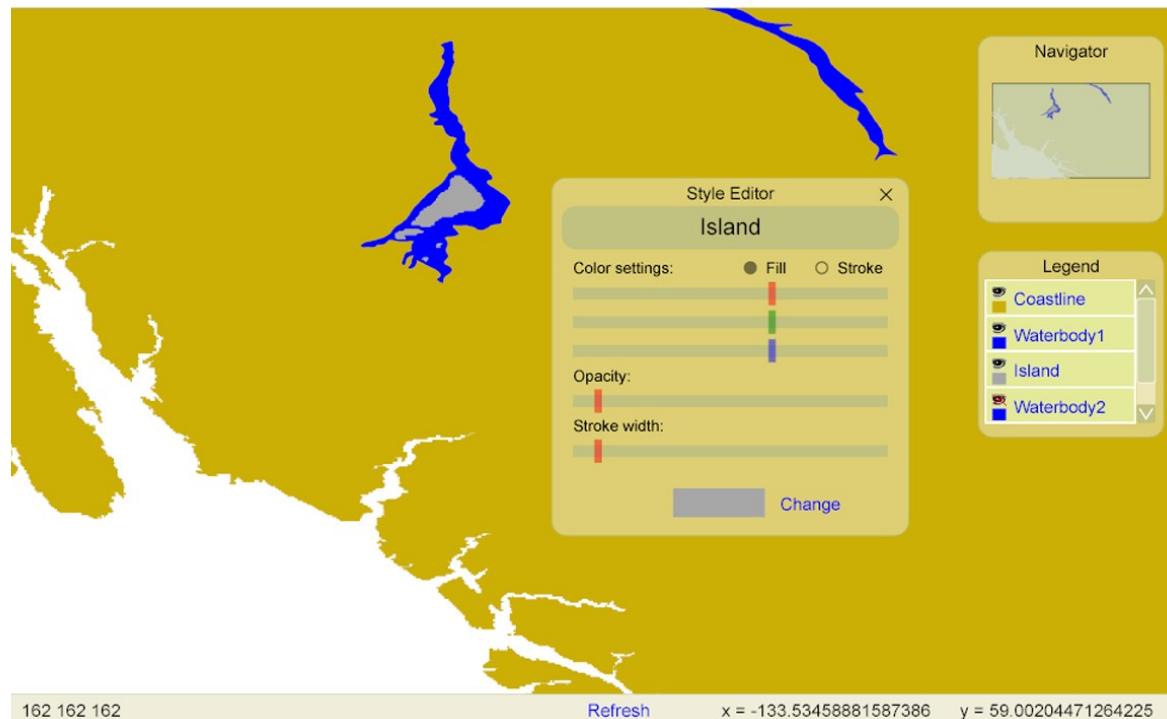 Navigator
Style Editor
Island
Color settings: Fill Stroke
Opacity:
Stroke width:
Change
Legend
Coastline
Waterbody1
Island
Waterbody2
162 162 162 Refresh x = -133.53458881587386 y = 59.00204471264225